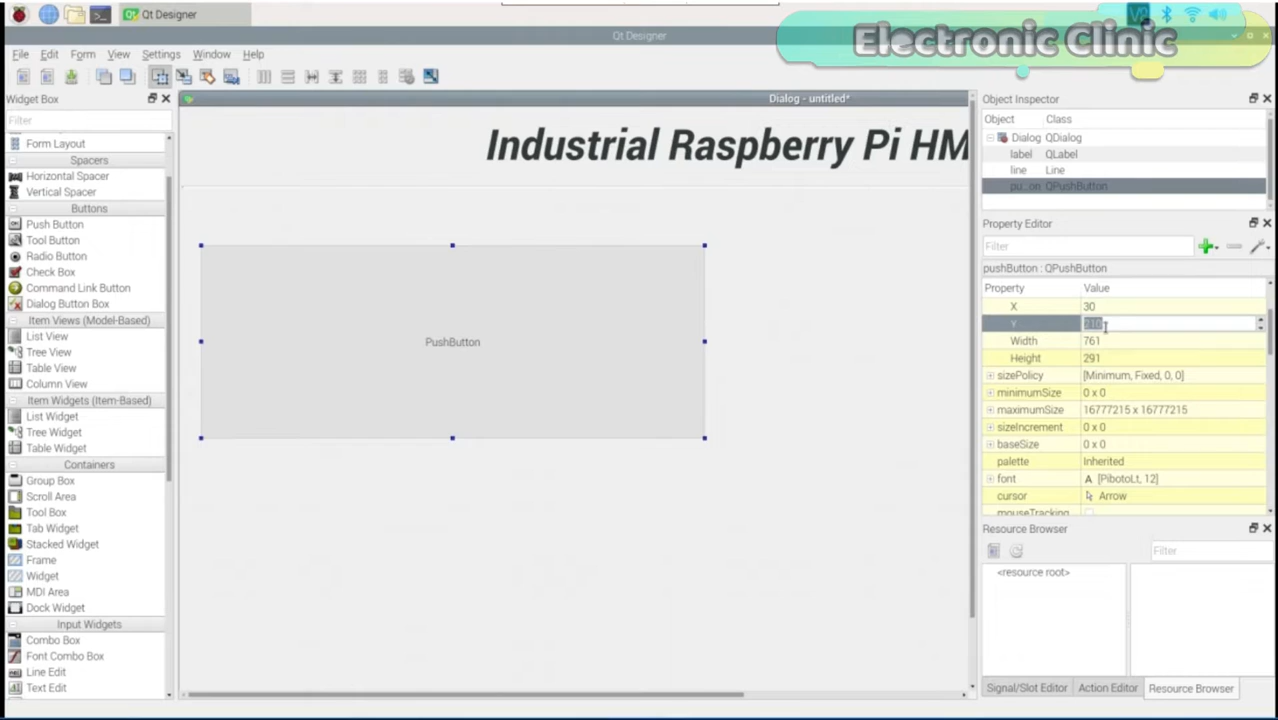 Qt Designer
Qt Designer
Electronic Clinic
File Edit Form View Settings Window Help
Widget Box
Filter
Form Layout
Spacers
Horizontal Spacer
Vertical Spacer
Buttons
Push Button
Tool Button
Radio Button
Check Box
Command Link Button
Dialog Button Box
Item Views (Model-Based)
List View
Tree View
Table View
Column View
Item Widgets (Item-Based)
List Widget
Tree Widget
Table Widget
Containers
Group Box
Scroll Area
Tool Box
Tab Widget
Stacked Widget
Frame
Widget
MDI Area
Dock Widget
Input Widgets
Combo Box
Font Combo Box
Line Edit
Text Edit
Dialog - untitled*
Industrial Raspberry Pi HM
PushButton
Object Inspector
Object Class
Dialog QDialog
label QLabel
line Line
pu...on QPushButton
Property Editor
Filter
pushButton : QPushButton
Property Value
X 30
Y 210
Width 761
Height 291
sizePolicy [Minimum, Fixed, 0, 0]
minimumSize 0 x 0
maximumSize 16777215 x 16777215
sizeIncrement 0 x 0
baseSize 0 x 0
palette Inherited
font A [PibotoLt, 12]
cursor Arrow
mouseTracking
Resource Browser
Filter
<resource root>
Signal/Slot Editor Action Editor Resource Browser